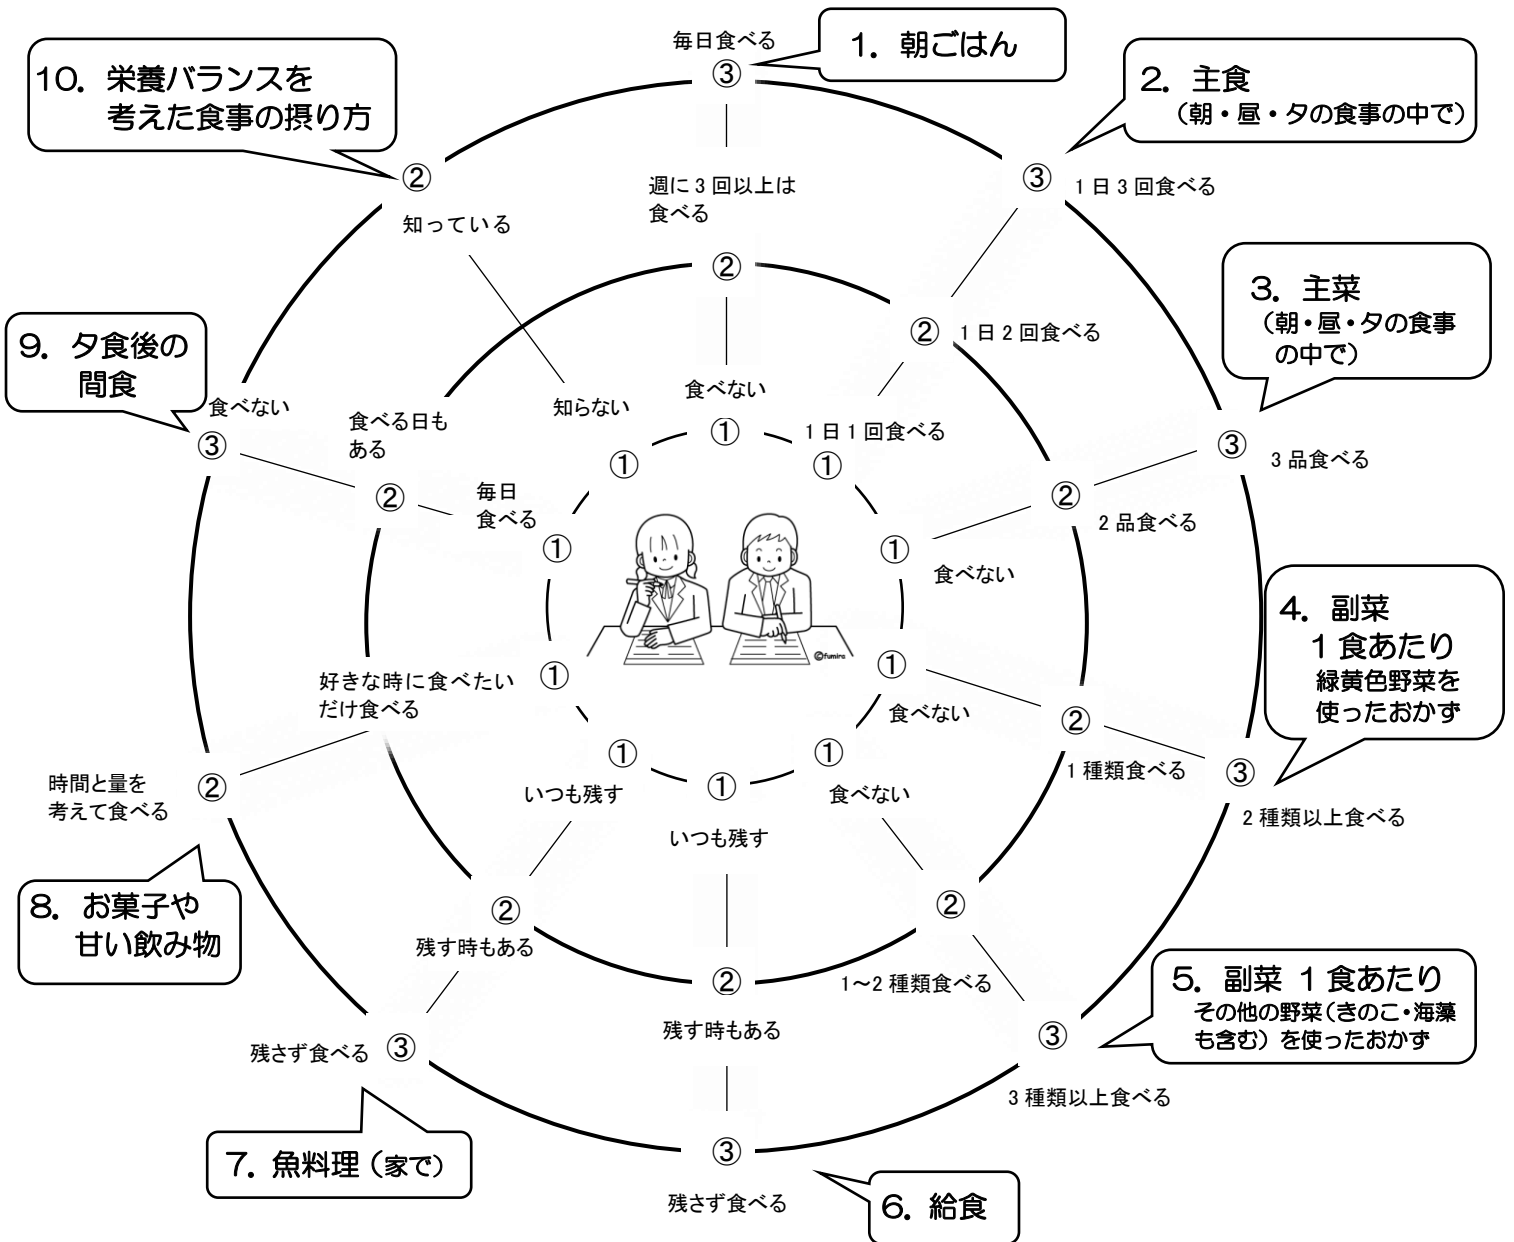 1. 朝ごはん
毎日食べる
③
週に3回以上は
食べる
②
食べない
①
2. 主食
(朝・昼・夕の食事の中で)
③
1日3回食べる
②
1日2回食べる
1日1回食べる
①
3. 主菜
(朝・昼・夕の食事
の中で)
③
3品食べる
②
2品食べる
①
食べない
4. 副菜
1食あたり
緑黄色野菜を
使ったおかず
③
2種類以上食べる
②
1種類食べる
①
食べない
5. 副菜 1食あたり
その他の野菜(きのこ・海藻
も含む)を使ったおかず
③
3種類以上食べる
②
1~2種類食べる
①
食べない
6. 給食
③
残さず食べる
②
残す時もある
①
いつも残す
7. 魚料理(家で)
③
残さず食べる
②
残す時もある
①
いつも残す
8. お菓子や
甘い飲み物
②
時間と量を
考えて食べる
①
好きな時に食べたい
だけ食べる
9. 夕食後の
間食
食べない
③
食べる日も
ある
②
毎日
食べる
①
10. 栄養バランスを
考えた食事の摂り方
②
知っている
知らない
①
©fumira